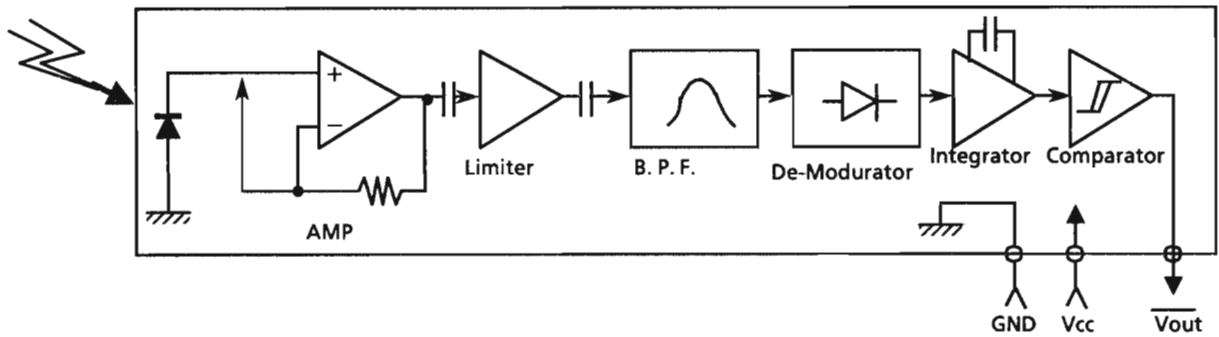 +
−
AMP
Limiter
B. P. F.
De-Modurator
Integrator
Comparator
GND
Vcc
Vout